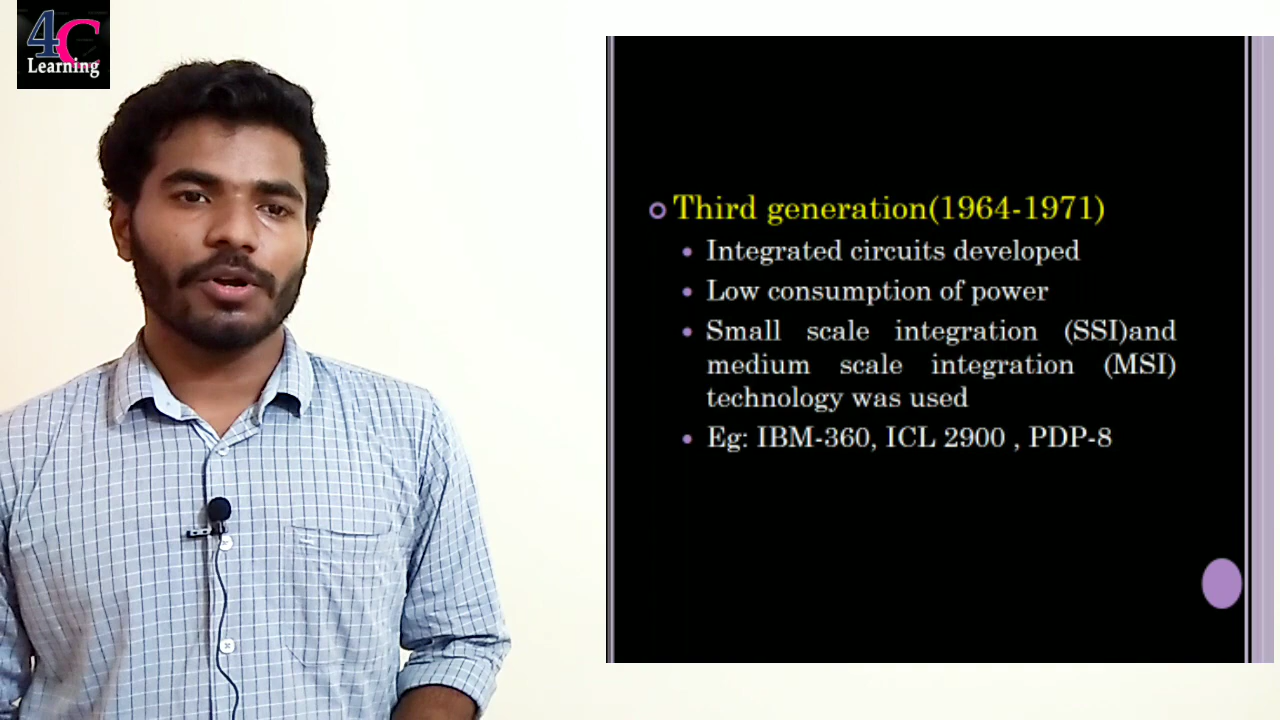 4C
Learning
Third generation(1964-1971)
Integrated circuits developed
Low consumption of power
Small scale integration (SSI)and
medium scale integration (MSI)
technology was used
Eg: IBM-360, ICL 2900 , PDP-8